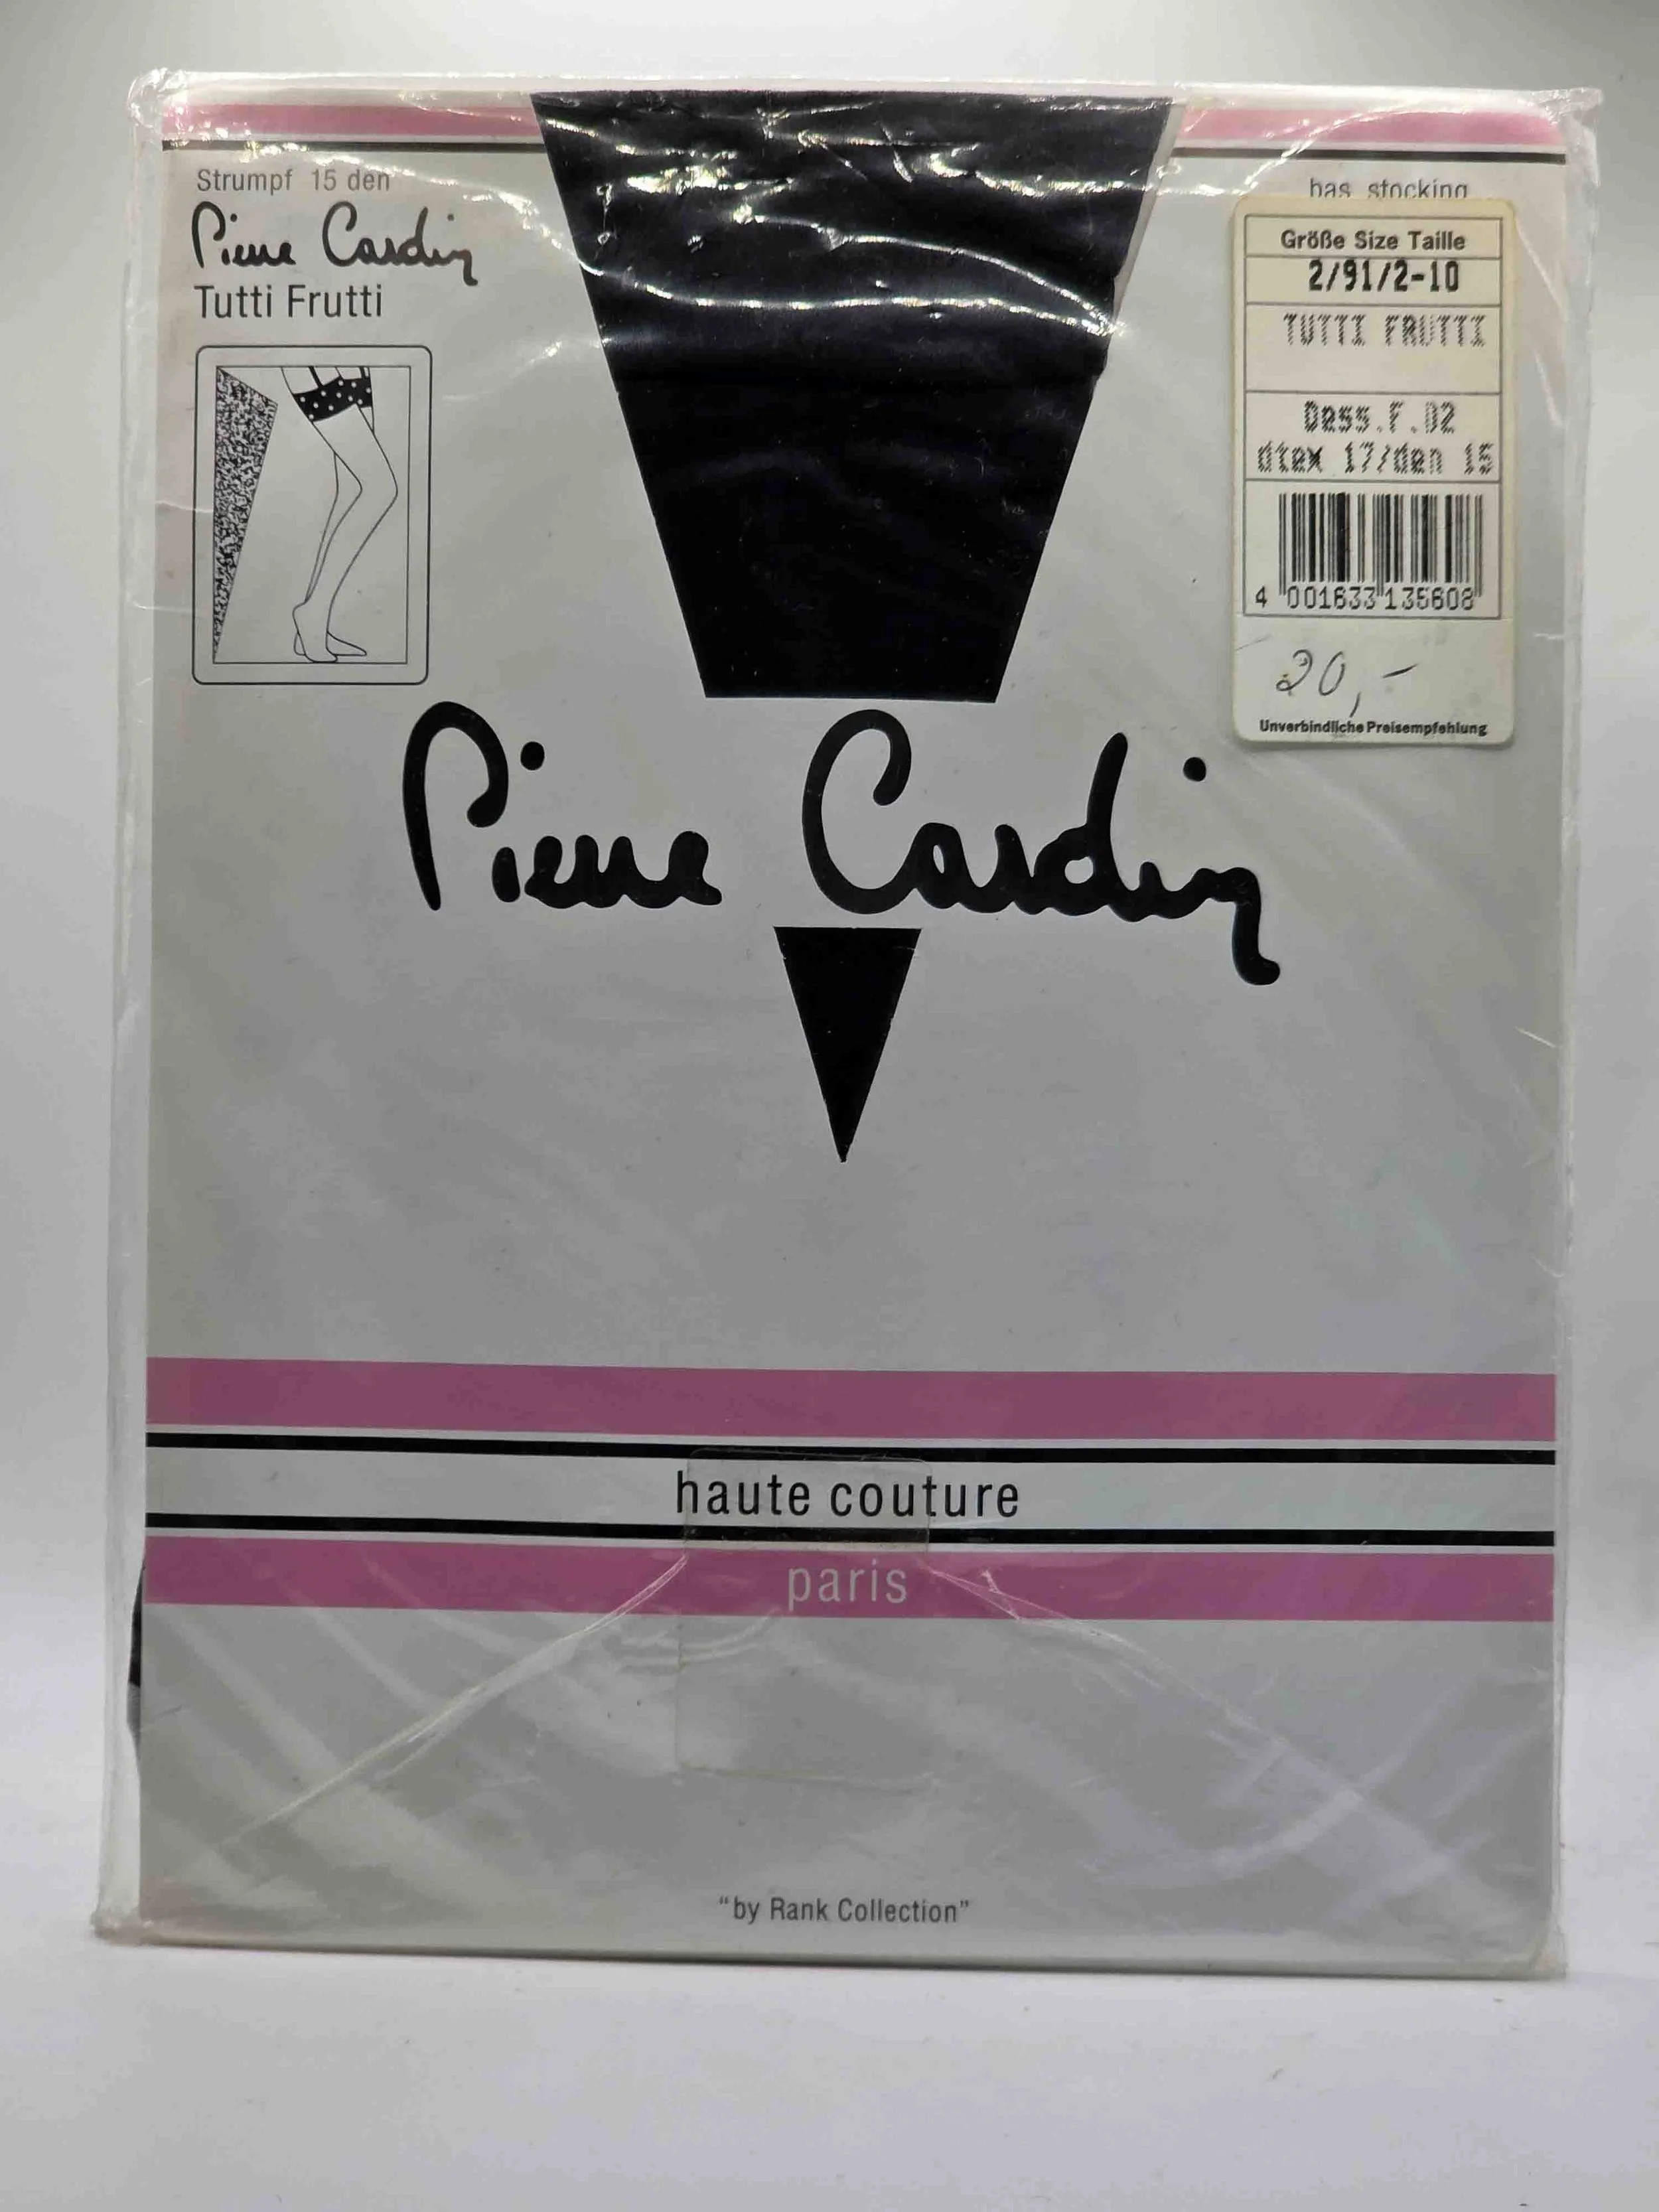 Strumpf 15 den
Pierre Cardin
Tutti Frutti
bas stocking
Größe Size Taille
2/91/2-10
TUTTI FRUTTI
Dess.F.02
dtex 17/den 15
4 001633 135608
20,-
Unverbindliche Preisempfehlung
Pierre Cardin
haute couture
paris
"by Rank Collection"